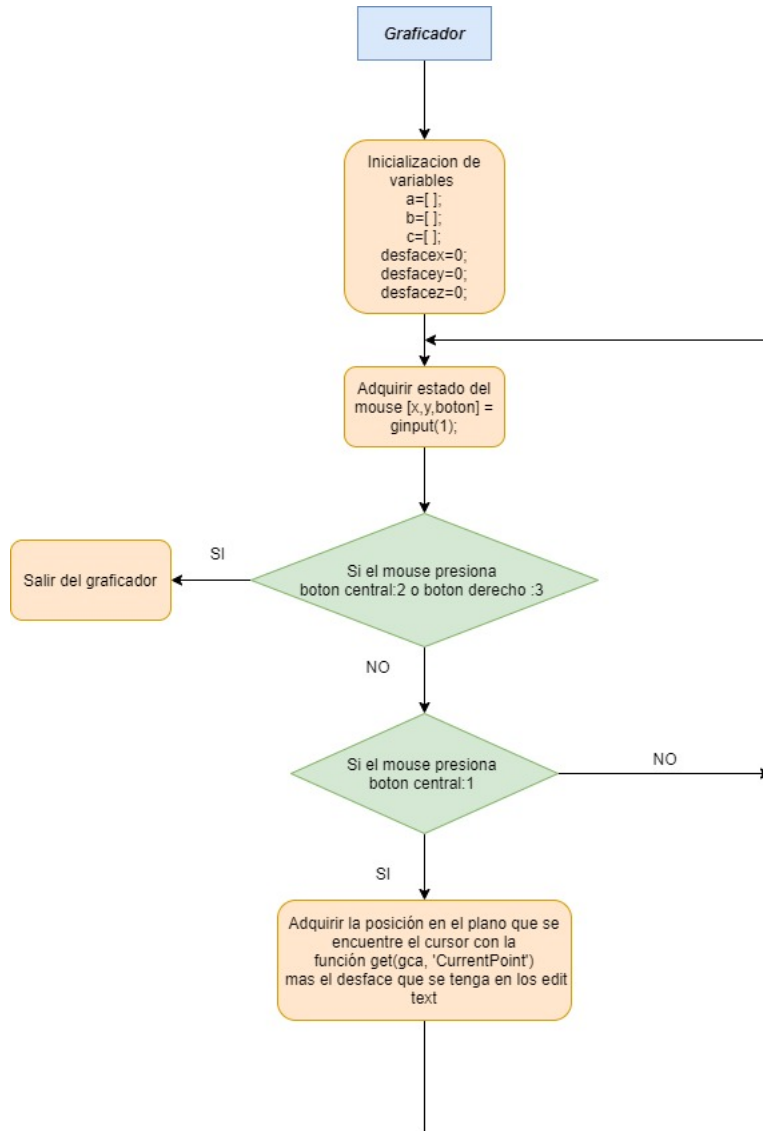 Graficador
Inicializacion de
variables
a=[ ];
b=[ ];
c=[ ];
desfacex=0;
desfacey=0;
desfacez=0;
Adquirir estado del
mouse [x,y,boton] =
ginput(1);
Si el mouse presiona
boton central:2 o boton derecho :3
SI
Salir del graficador
NO
Si el mouse presiona
boton central:1
NO
SI
Adquirir la posición en el plano que se
encuentre el cursor con la
función get(gca, 'CurrentPoint')
mas el desface que se tenga en los edit
text